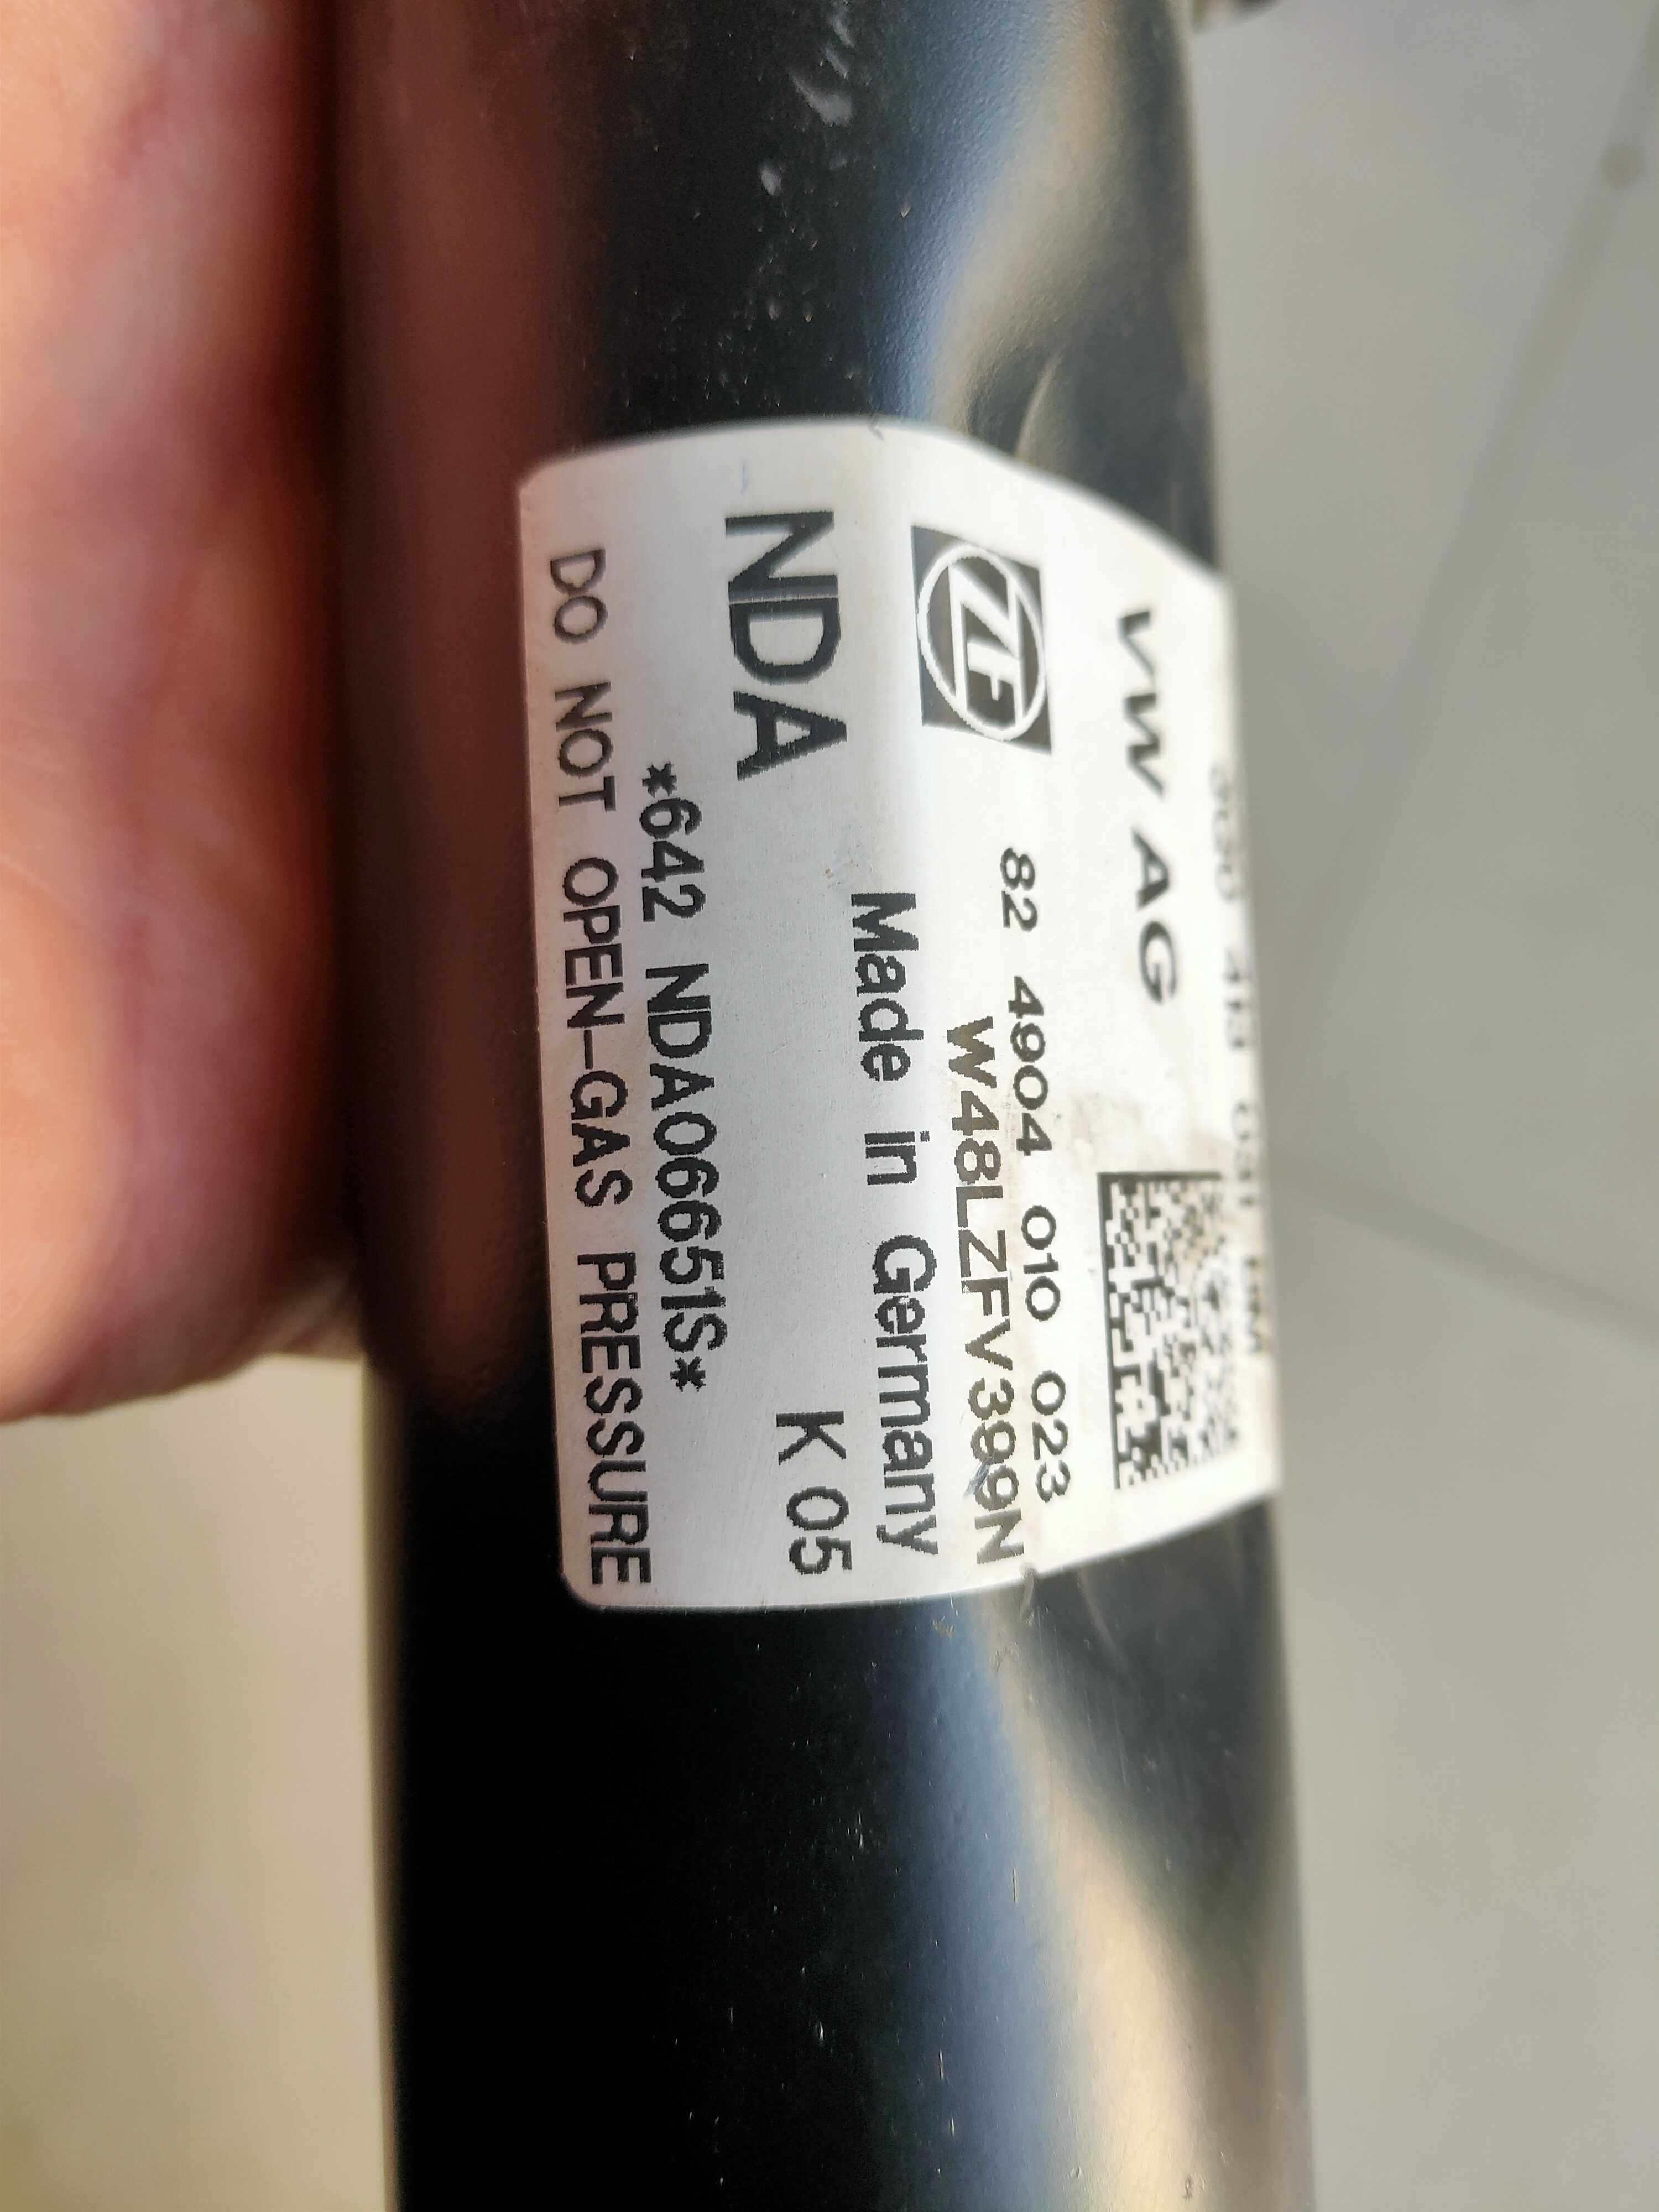 VW AG
ZF
82 4904 010 023
W48LZFV399N
Made in Germany
NDA
K 05
*642 NDA06651S*
DO NOT OPEN-GAS PRESSURE